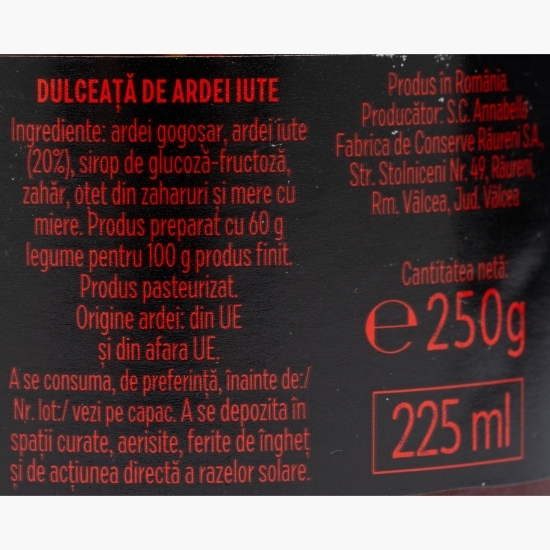 DULCEAȚĂ DE ARDEI IUTE
Ingrediente: ardei gogoșar, ardei iute
(20%), sirop de glucoză-fructoză,
zahăr, oțet din zaharuri și mere cu
miere. Produs preparat cu 60 g
legume pentru 100 g produs finit.
Produs pasteurizat.
Origine ardei: din UE
și din afara UE.
A se consuma, de preferință, înainte de:/
Nr. lot:/ vezi pe capac. A se depozita în
spații curate, aerisite, ferite de îngheț
și de acțiunea directă a razelor solare.
Produs în România.
Producător: S.C. Annabella
Fabrica de Conserve Râureni S.A.
Str. Stolniceni Nr. 49, Râureni,
Rm. Vâlcea, Jud. Vâlcea
Cantitatea netă:
℮ 250g
225 ml